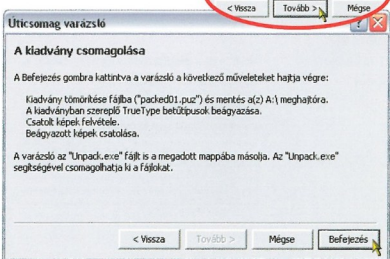 < Vissza Tovább > Mégse
Úticsomag varázsló
A kiadvány csomagolása
A Befejezés gombra kattintva a varázsló a következő műveleteket hajtja végre:
Kiadvány tömörítése fájlba ("packed01.puz") és mentés a(z) A:\ meghajtóra.
A kiadványban szereplő TrueType betűtípusok beágyazása.
Csatolt képek felvétele.
Beágyazott képek csatolása.
A varázsló az "Unpack.exe" fájlt is a megadott mappába másolja. Az "Unpack.exe"
segítségével csomagolhatja ki a fájlokat.
< Vissza Tovább > Mégse Befejezés